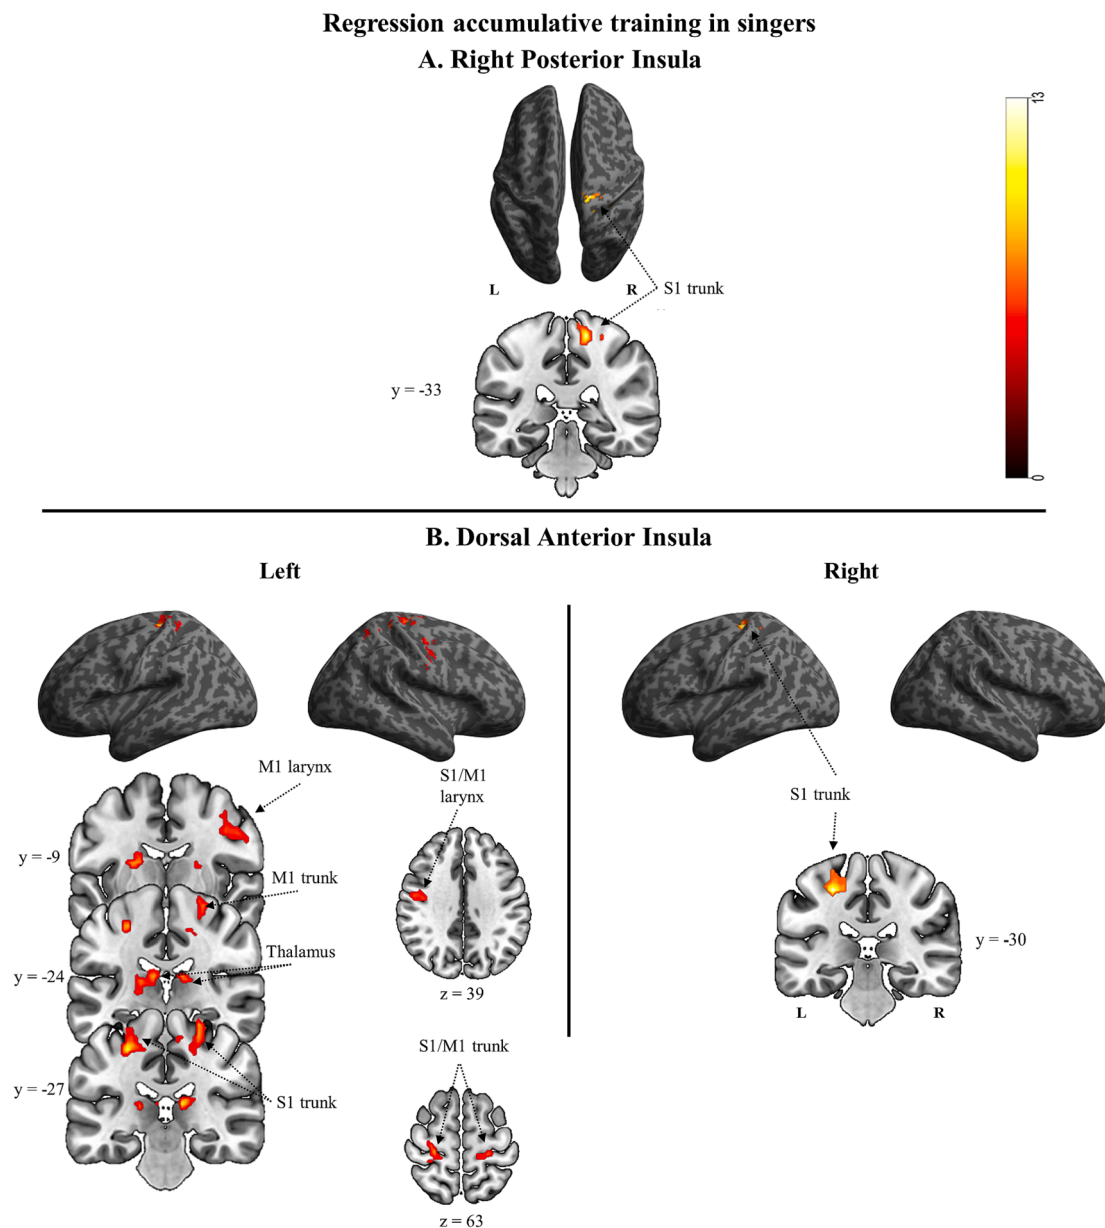 Regression accumulative training in singers
A. Right Posterior Insula
13
0
L
R
S1 trunk
y = -33
B. Dorsal Anterior Insula
Left
Right
M1 larynx
S1/M1
larynx
S1 trunk
y = -9
M1 trunk
y = -30
Thalamus
y = -24
z = 39
L
R
S1/M1 trunk
y = -27
S1 trunk
z = 63